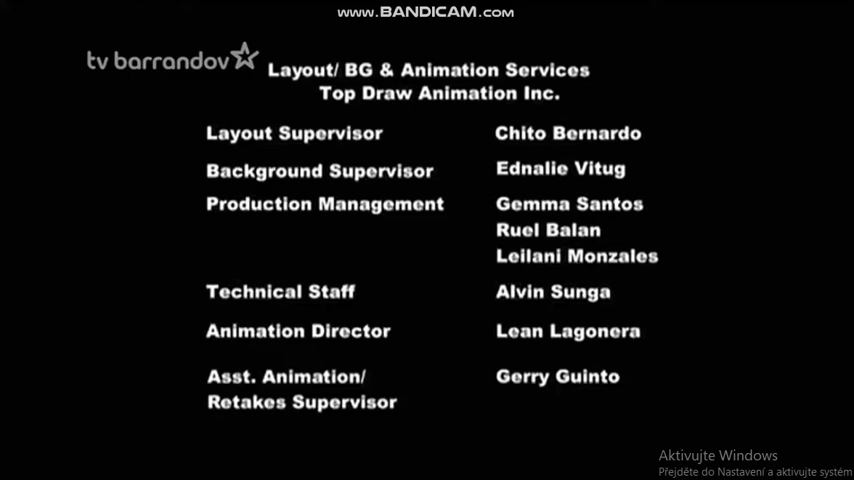 www.BANDICAM.com
tv barrandov
Layout/ BG & Animation Services
Top Draw Animation Inc.
Layout Supervisor Chito Bernardo
Background Supervisor Ednalie Vitug
Production Management Gemma Santos
Ruel Balan
Leilani Monzales
Technical Staff Alvin Sunga
Animation Director Lean Lagonera
Asst. Animation/ Gerry Guinto
Retakes Supervisor
Aktivujte Windows
Přejděte do Nastavení a aktivujte systém